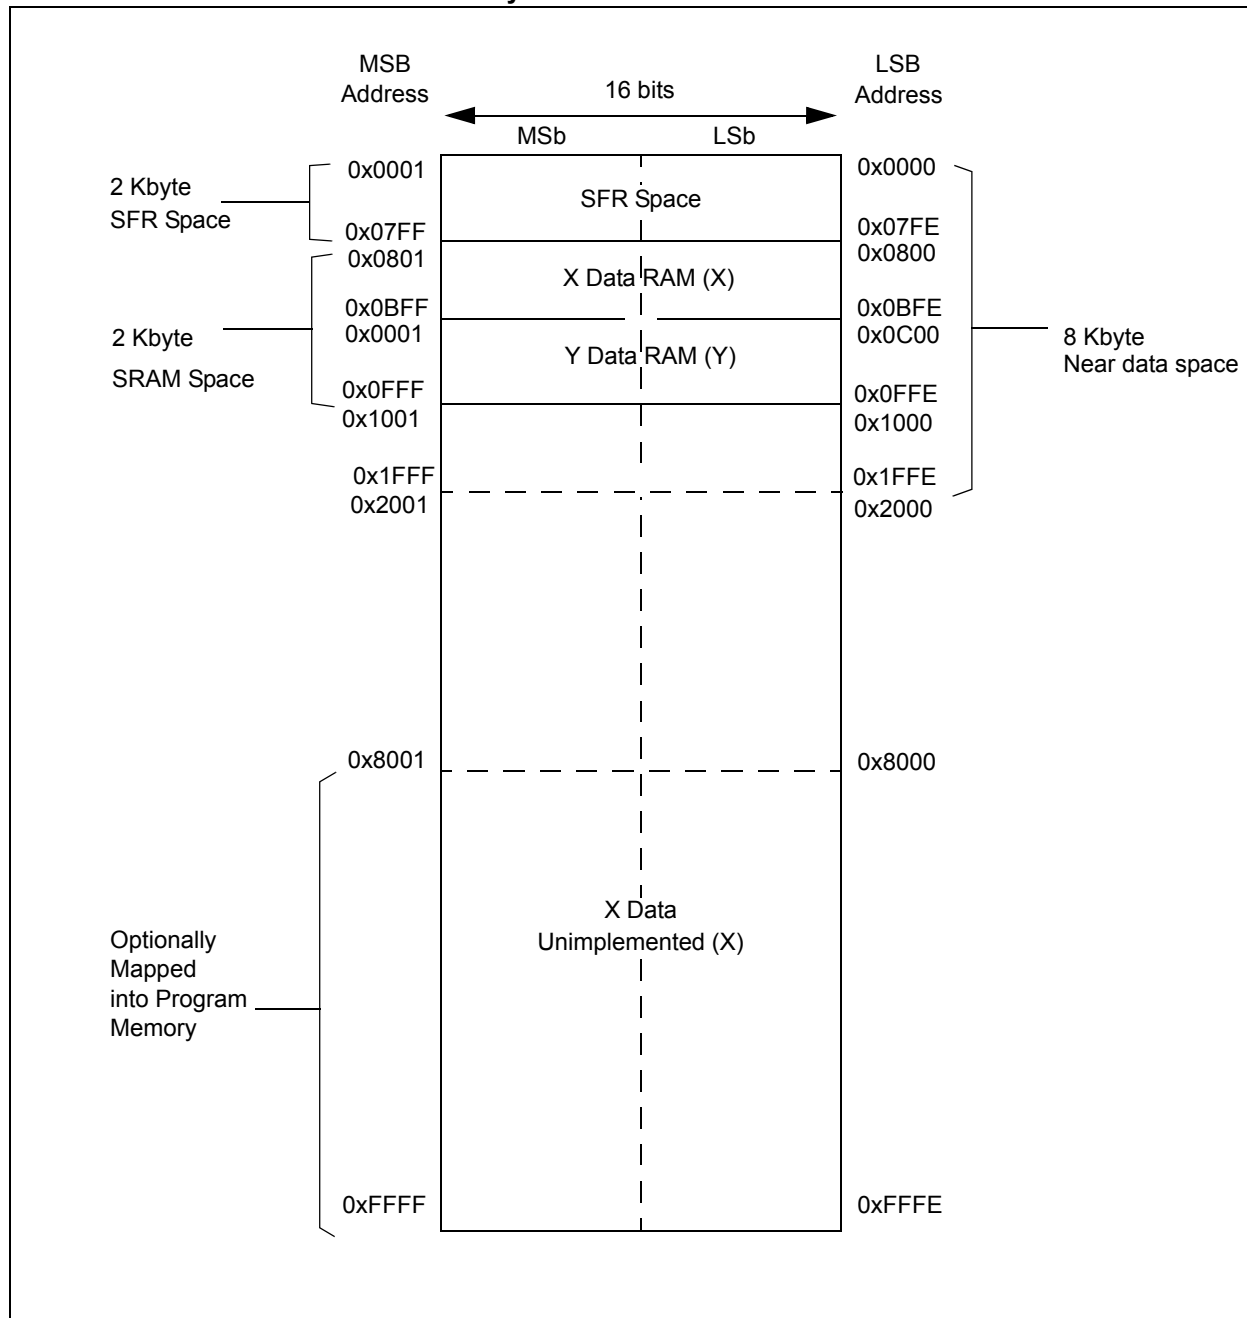 MSB
Address
LSB
Address
16 bits
MSb
LSb
0x0001
0x0000
2 Kbyte
SFR Space
SFR Space
0x07FF
0x07FE
0x0801
0x0800
X Data RAM (X)
0x0BFF
0x0BFE
0x0001
0x0C00
2 Kbyte
SRAM Space
8 Kbyte
Near data space
Y Data RAM (Y)
0x0FFF
0x0FFE
0x1001
0x1000
0x1FFF
0x1FFE
0x2001
0x2000
0x8001
0x8000
X Data
Unimplemented (X)
Optionally
Mapped
into Program
Memory
0xFFFF
0xFFFE